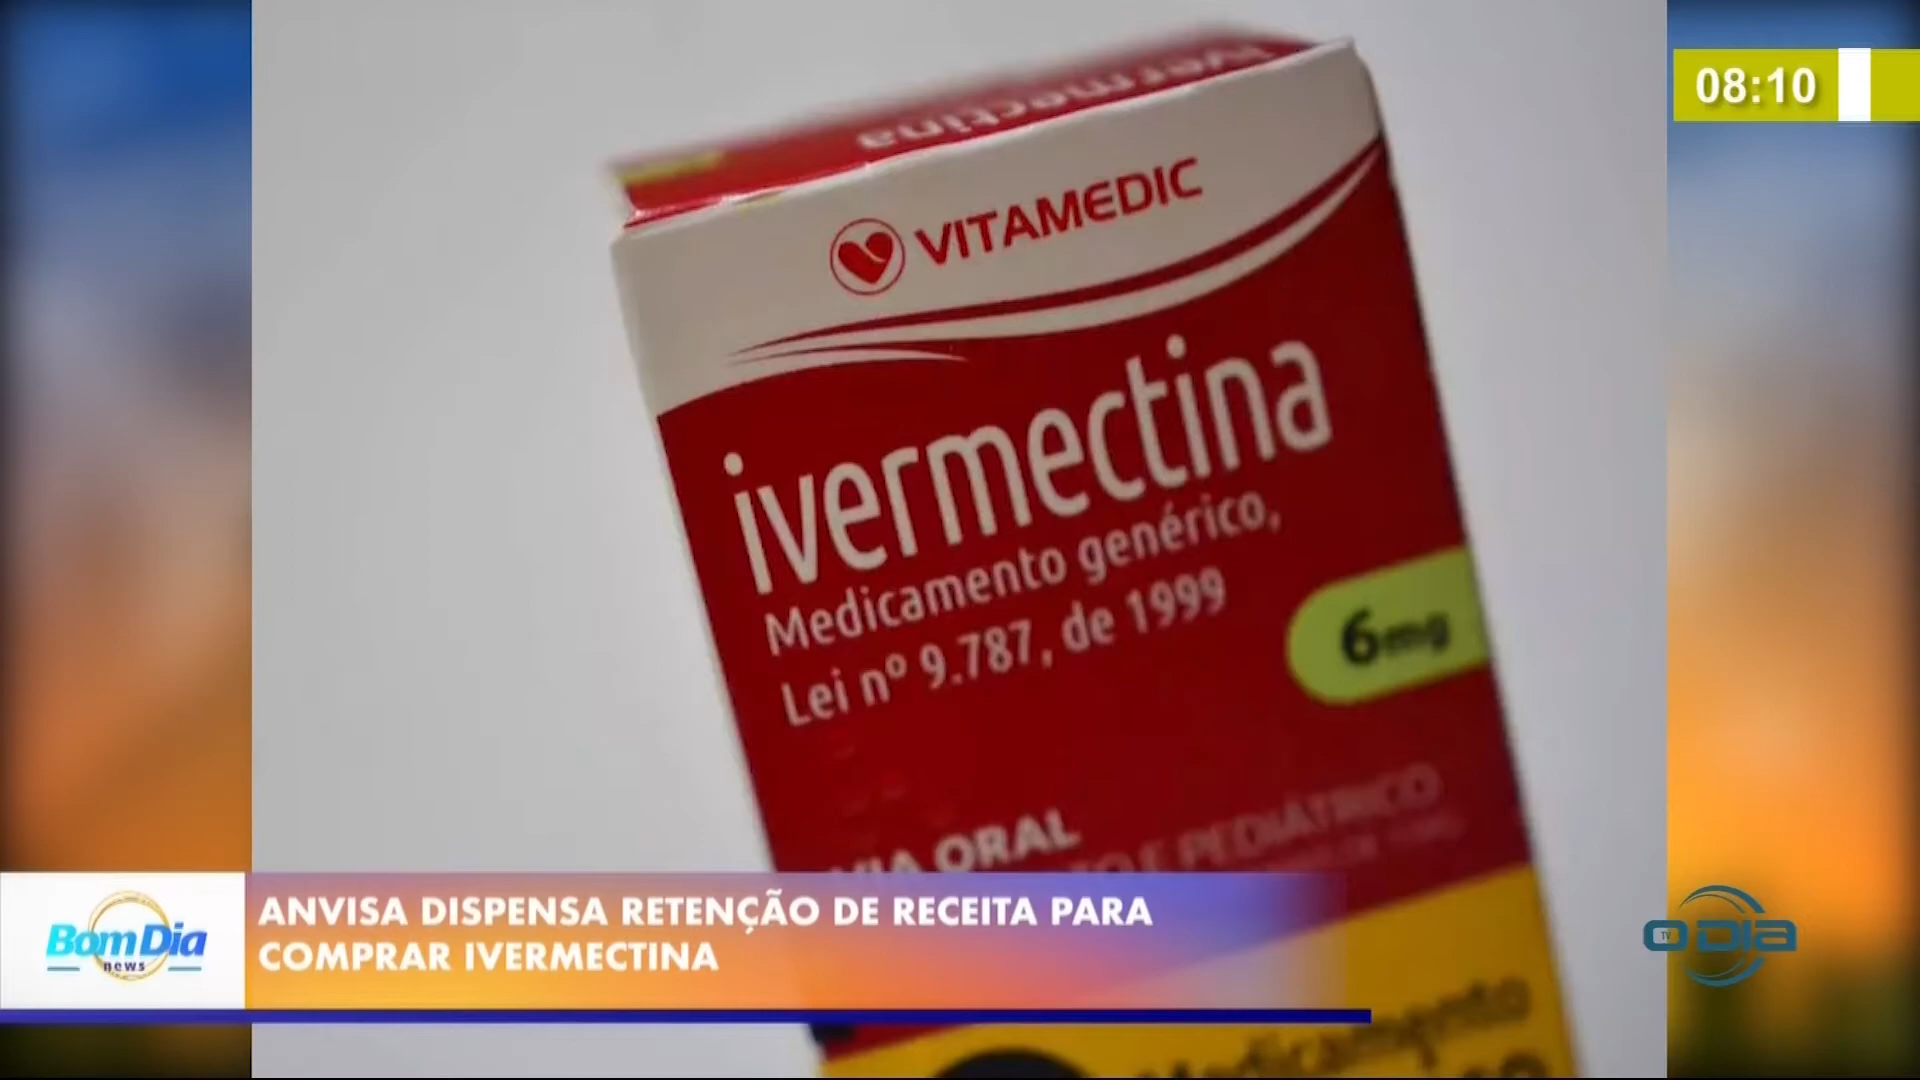 08:10
ivermectina
VITAMEDIC
ivermectina
Medicamento genérico,
Lei nº 9.787, de 1999
6mg
VIA ORAL
E PEDIÁTRICO
ANVISA DISPENSA RETENÇÃO DE RECEITA PARA
COMPRAR IVERMECTINA
Bom Dia
news
TV
O DIA
Medicamento